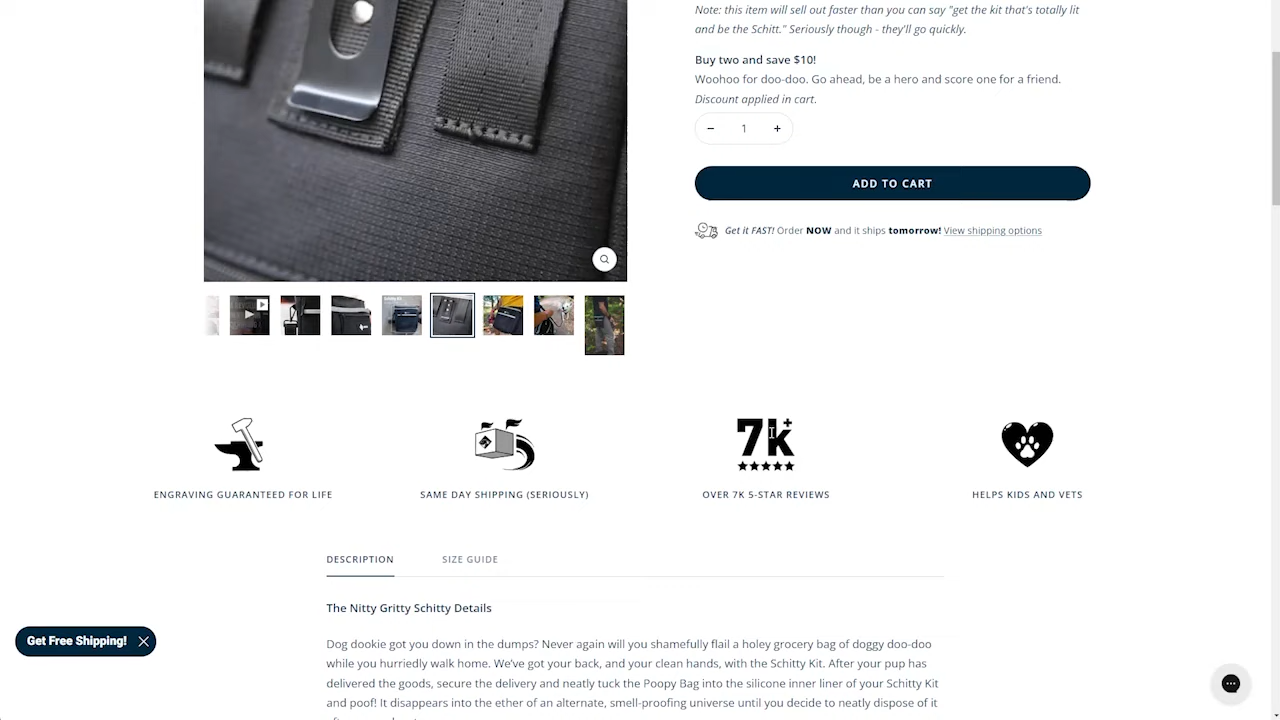 Note: this item will sell out faster than you can say "get the kit that's totally lit
and be the Schitt." Seriously though - they'll go quickly.
Buy two and save $10!
Woohoo for doo-doo. Go ahead, be a hero and score one for a friend.
Discount applied in cart.
− 1 +
ADD TO CART
Get it FAST! Order NOW and it ships tomorrow! View shipping options
7k+
ENGRAVING GUARANTEED FOR LIFE
SAME DAY SHIPPING (SERIOUSLY)
OVER 7K 5-STAR REVIEWS
HELPS KIDS AND VETS
DESCRIPTION
SIZE GUIDE
The Nitty Gritty Schitty Details
Dog dookie got you down in the dumps? Never again will you shamefully flail a holey grocery bag of doggy doo-doo
while you hurriedly walk home. We've got your back, and your clean hands, with the Schitty Kit. After your pup has
delivered the goods, secure the delivery and neatly tuck the Poopy Bag into the silicone inner liner of your Schitty Kit
and poof! It disappears into the ether of an alternate, smell-proofing universe until you decide to neatly dispose of it
Get Free Shipping!